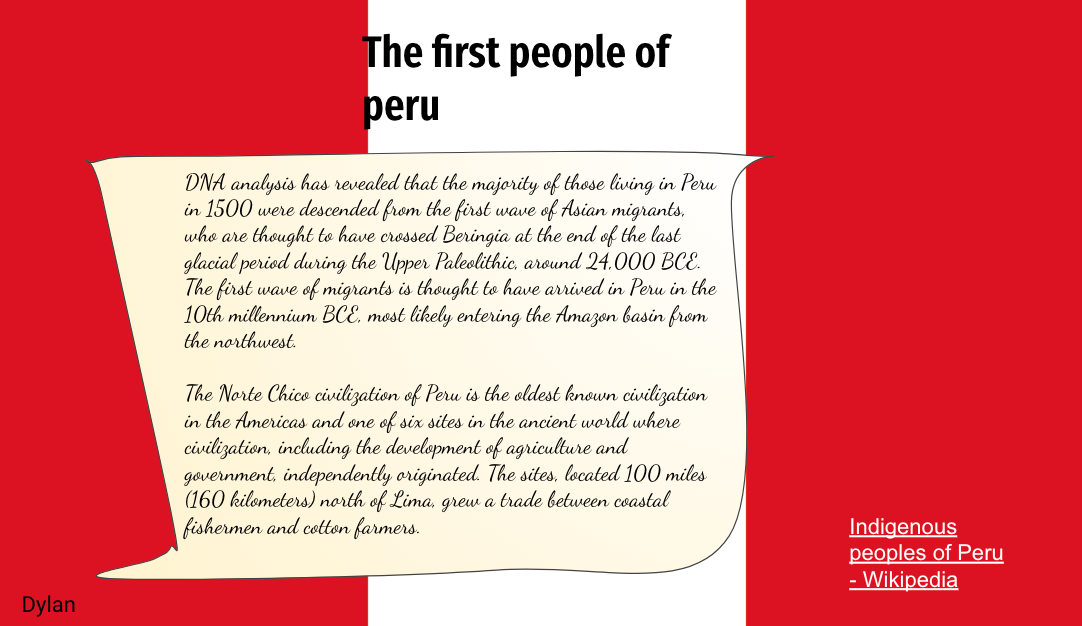 The first people of
peru
DNA analysis has revealed that the majority of those living in Peru
in 1500 were descended from the first wave of Asian migrants,
who are thought to have crossed Beringia at the end of the last
glacial period during the Upper Paleolithic, around 24,000 BCE.
The first wave of migrants is thought to have arrived in Peru in the
10th millennium BCE, most likely entering the Amazon basin from
the northwest.
The Norte Chico civilization of Peru is the oldest known civilization
in the Americas and one of six sites in the ancient world where
civilization, including the development of agriculture and
government, independently originated. The sites, located 100 miles
(160 kilometers) north of Lima, grew a trade between coastal
fishermen and cotton farmers.
Indigenous
peoples of Peru
- Wikipedia
Dylan